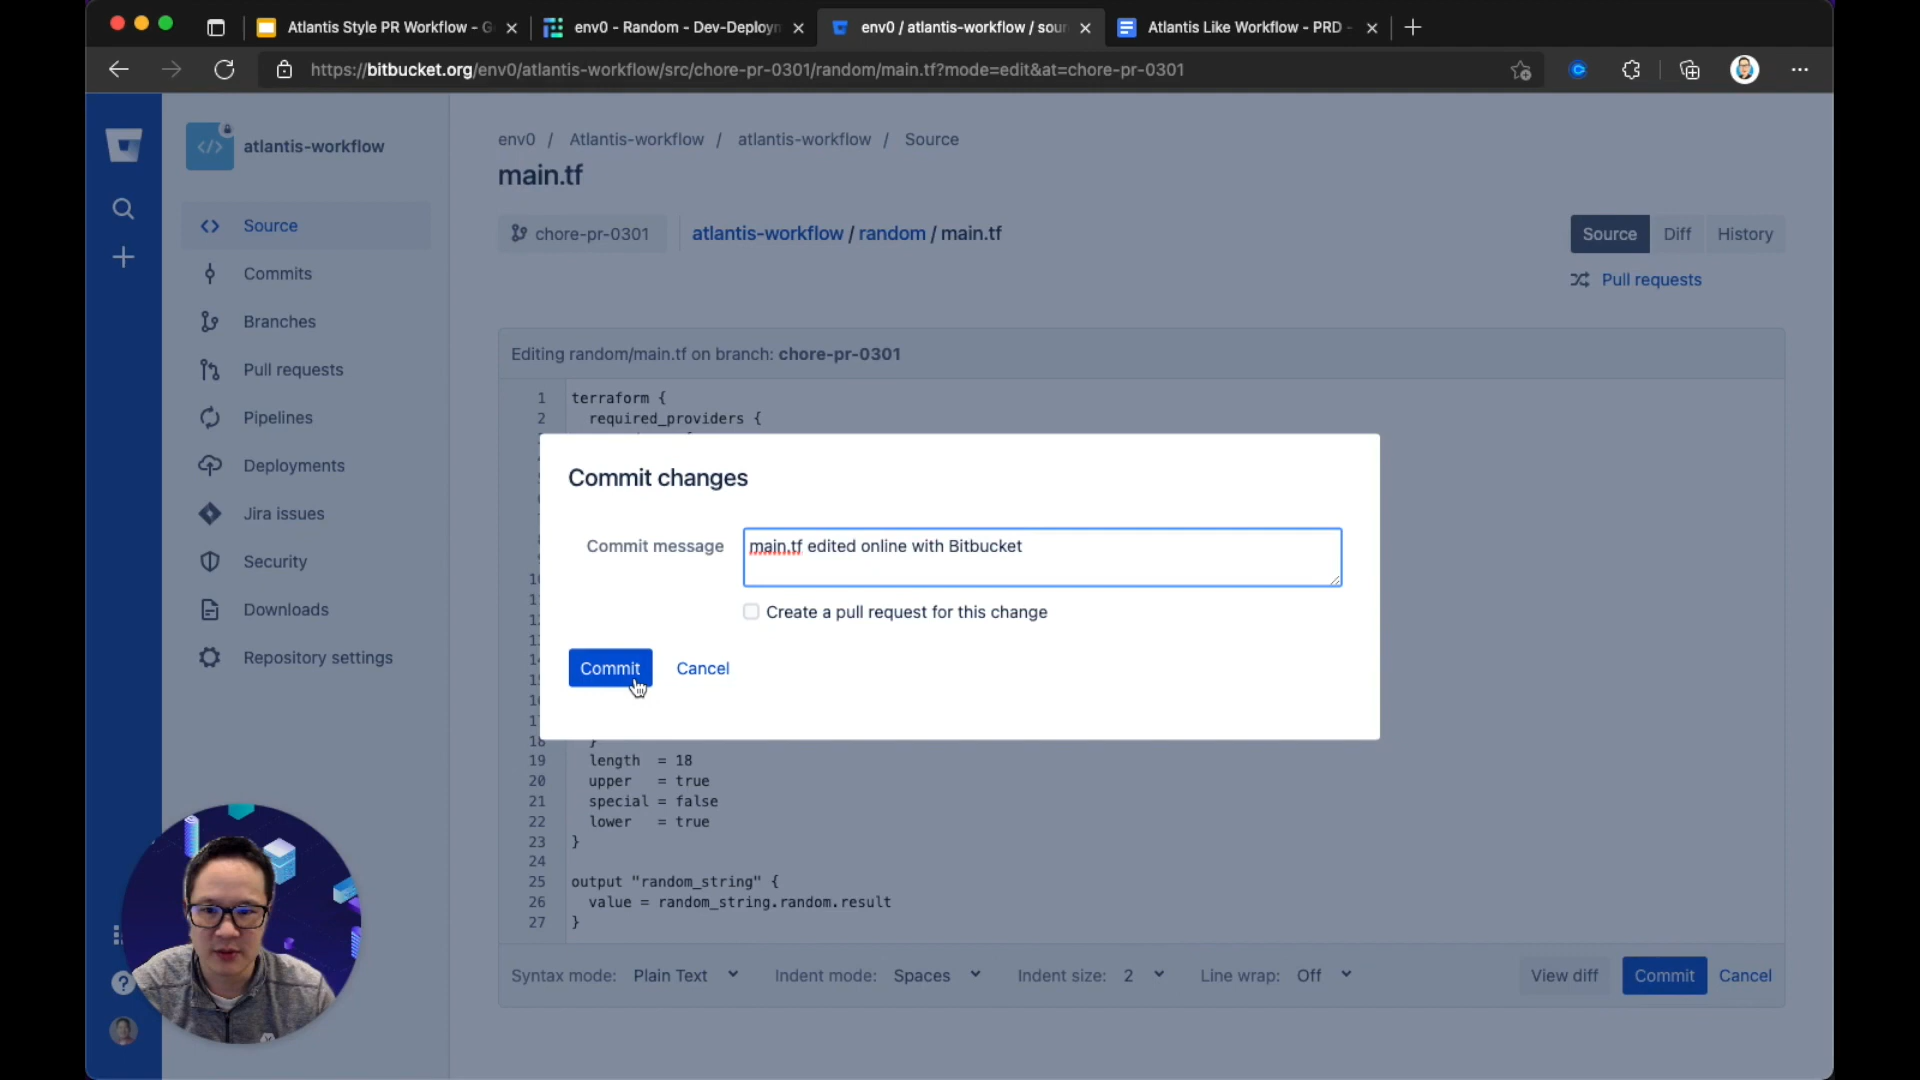 Atlantis Style PR Workflow - G
env0 - Random - Dev-Deploym
env0 / atlantis-workflow / sour
Atlantis Like Workflow - PRD -
https://bitbucket.org/env0/atlantis-workflow/src/chore-pr-0301/random/main.tf?mode=edit&at=chore-pr-0301
atlantis-workflow
Source
Commits
Branches
Pull requests
Pipelines
Deployments
Jira issues
Security
Downloads
Repository settings
env0 / Atlantis-workflow / atlantis-workflow / Source
main.tf
chore-pr-0301
atlantis-workflow / random / main.tf
Source Diff History
Pull requests
Editing random/main.tf on branch: chore-pr-0301
1 terraform {
2 required_providers {
Commit changes
Commit message
main.tf edited online with Bitbucket
Create a pull request for this change
Commit Cancel
18 }
19 length = 18
20 upper = true
21 special = false
22 lower = true
23 }
24
25 output "random_string" {
26 value = random_string.random.result
27 }
Syntax mode: Plain Text Indent mode: Spaces Indent size: 2 Line wrap: Off View diff Commit Cancel